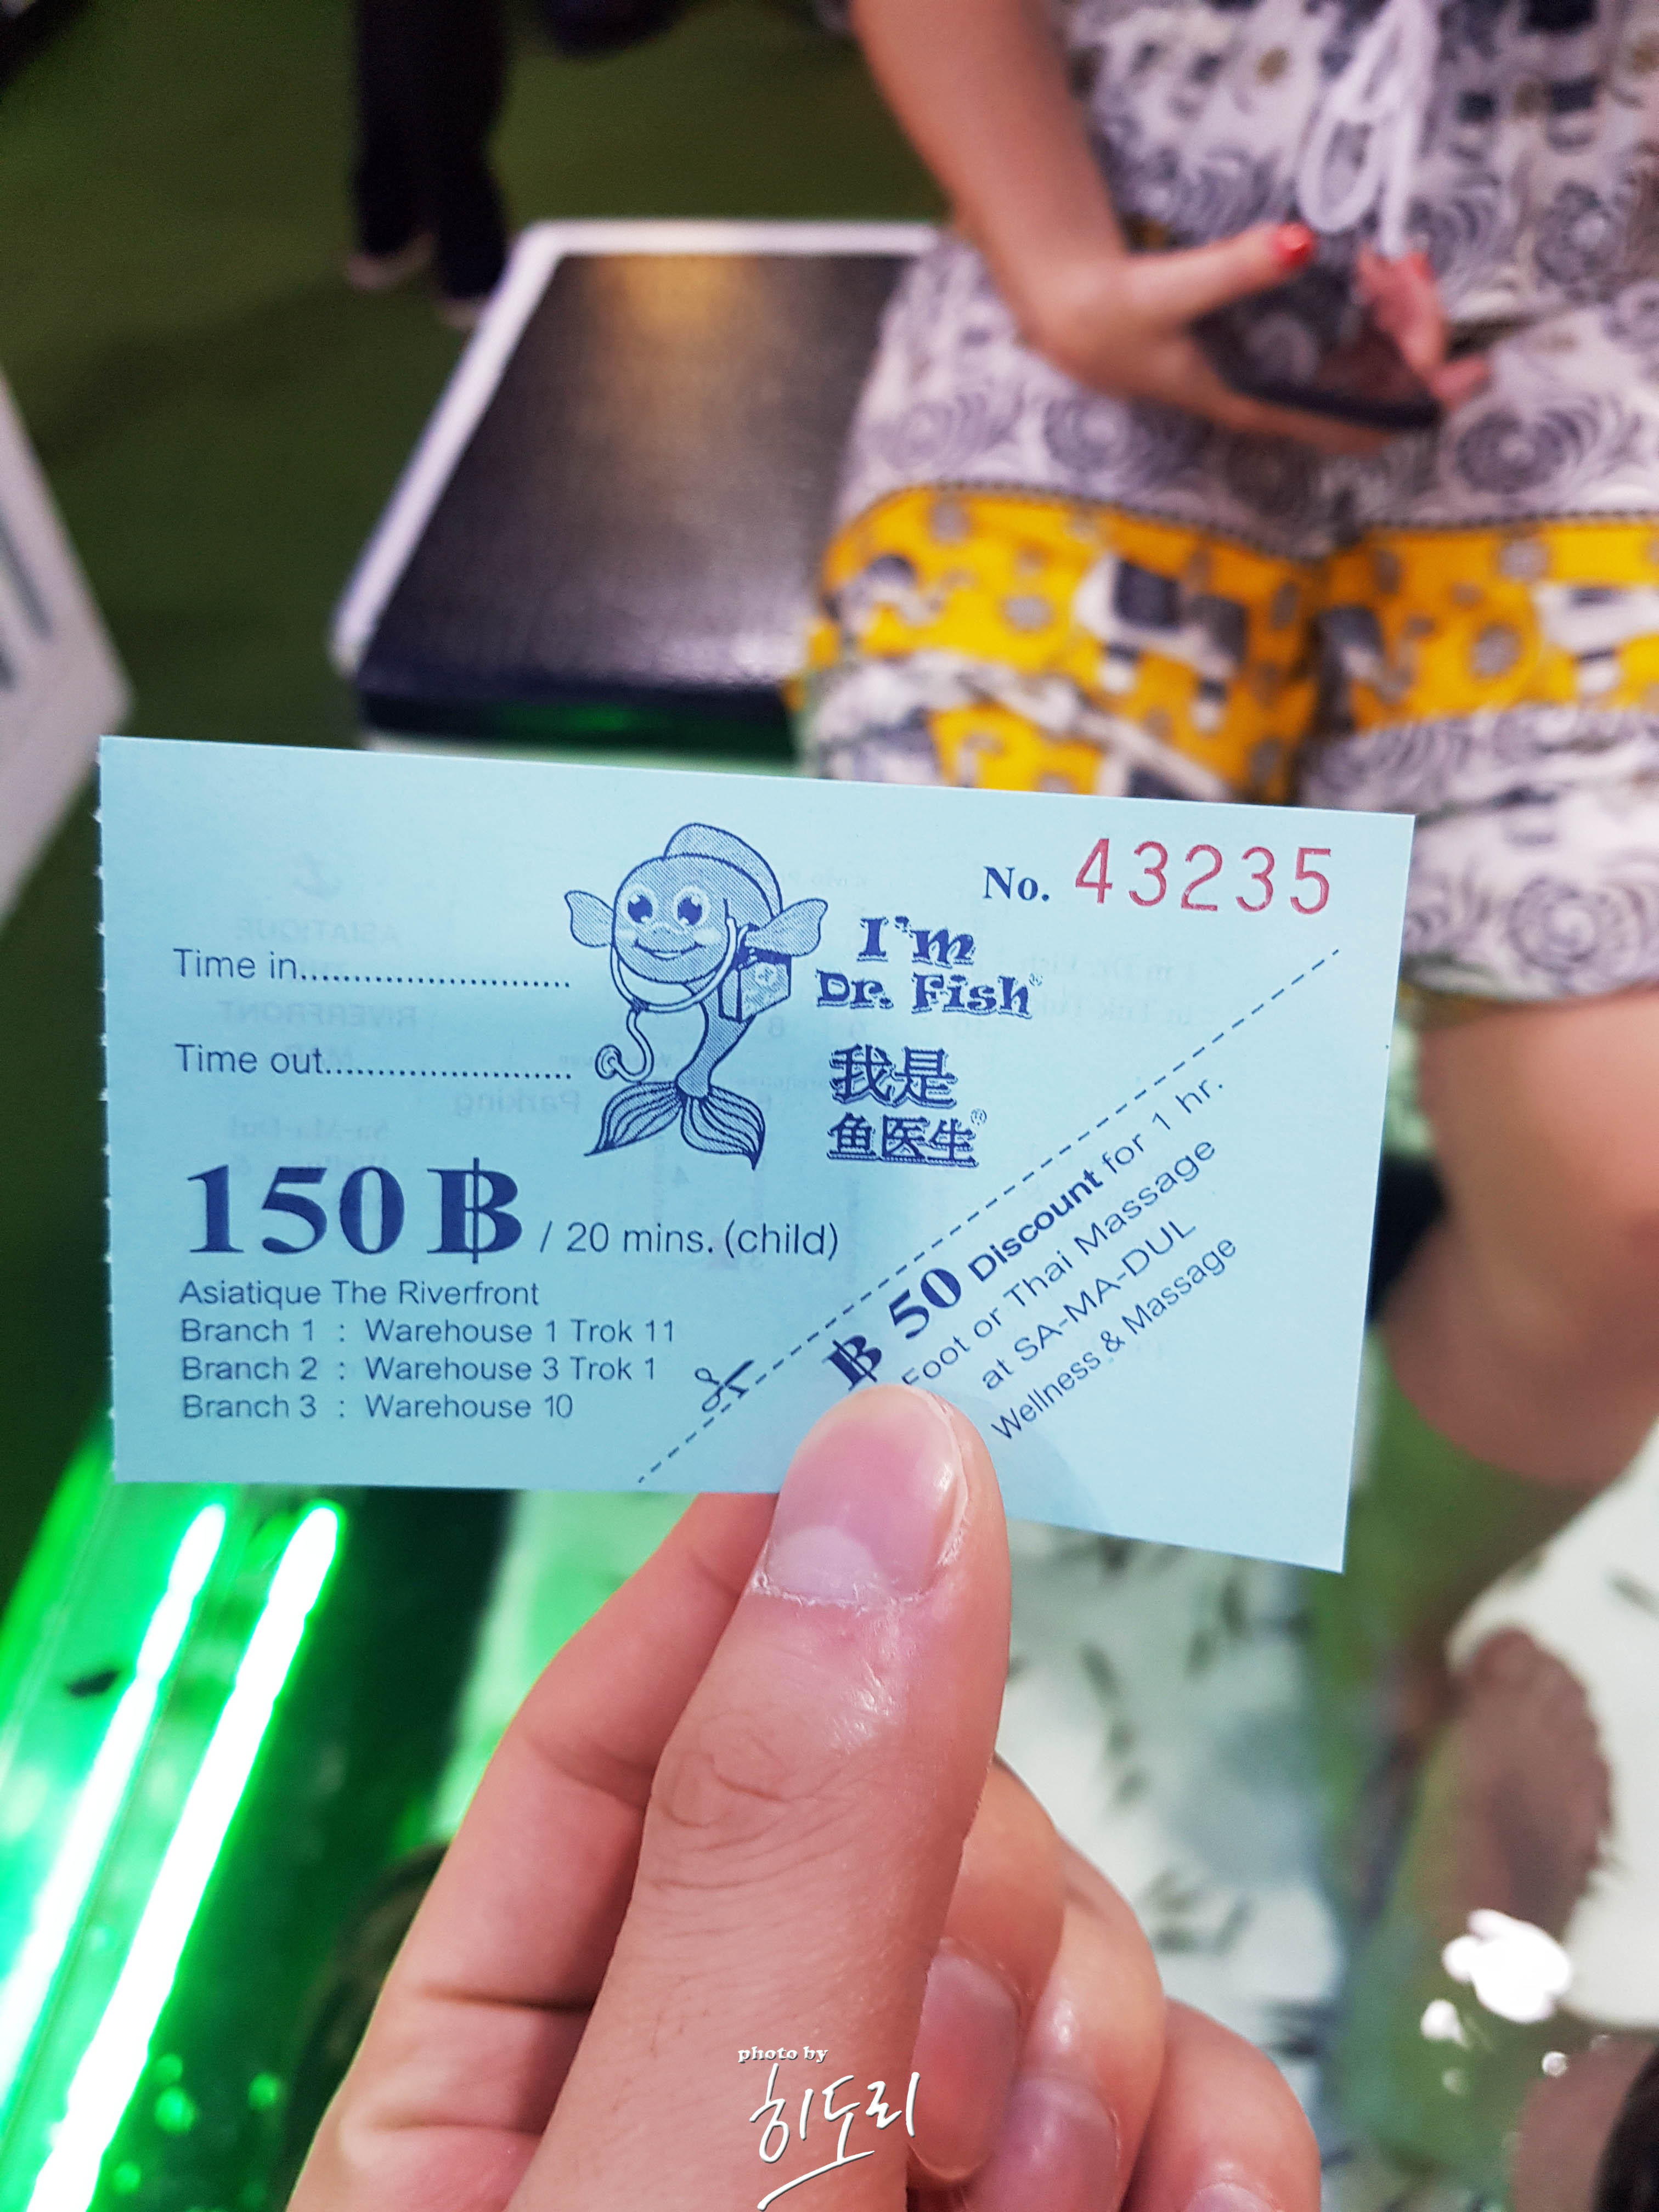 No. 43235
Time in...........................
Time out........................
I'm
Dr. Fish®
我是
鱼医生®
150 ฿ / 20 mins. (child)
Asiatique The Riverfront
Branch 1 : Warehouse 1 Trok 11
Branch 2 : Warehouse 3 Trok 1
Branch 3 : Warehouse 10
฿ 50 Discount for 1 hr.
Foot or Thai Massage
at SA-MA-DUL
Wellness & Massage
photo by
히도리